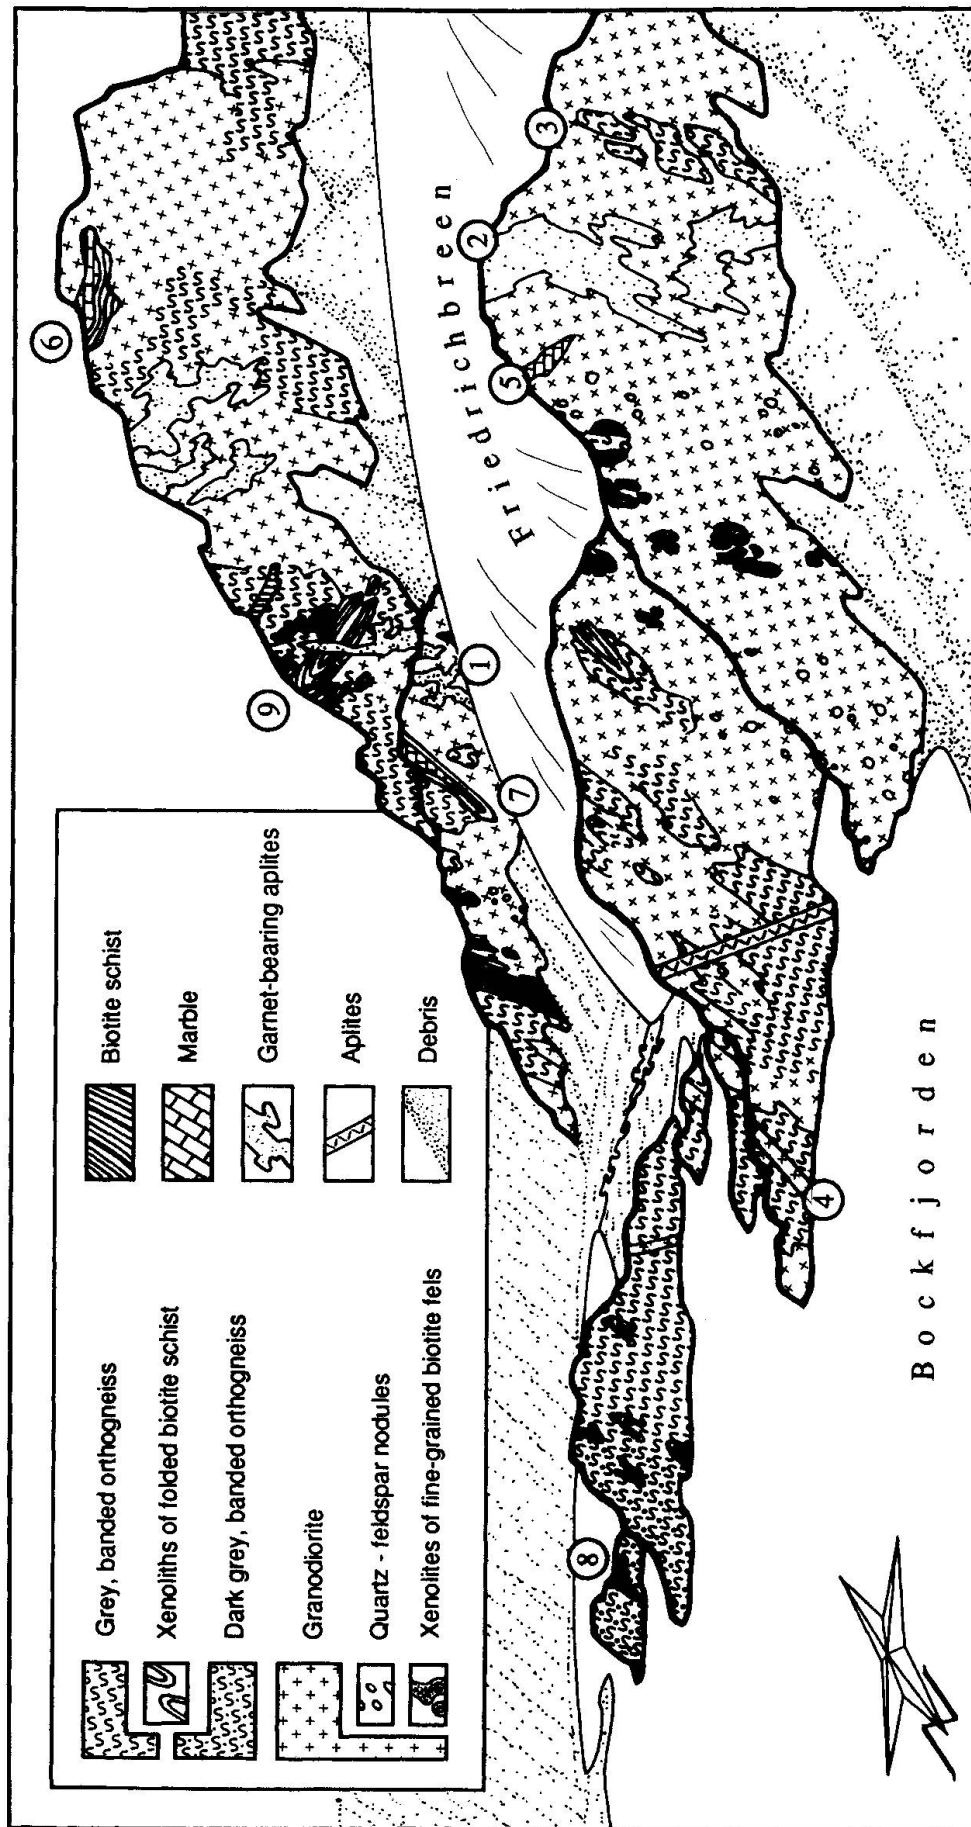 Grey, banded orthogneiss
Xenoliths of folded biotite schist
Dark grey, banded orthogneiss
Granodiorite
Quartz - feldspar nodules
Xenolites of fine-grained biotite fels
Biotite schist
Marble
Garnet-bearing aplites
Aplites
Debris
6
9
1
7
8
Friedrichbreen
2
3
5
4
Bockfjorden